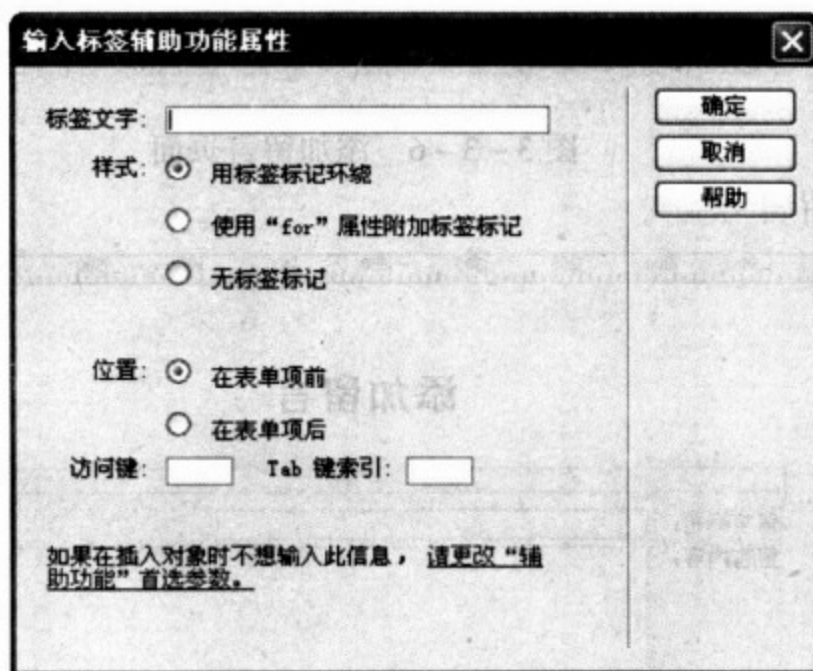 输入标签辅助功能属性
标签文字:
确定
样式: 用标签标记环绕
取消
使用“for”属性附加标签标记
帮助
无标签标记
位置: 在表单项前
在表单项后
访问键: Tab 键索引:
如果在插入对象时不想输入此信息， 请更改“辅
助功能”首选参数。